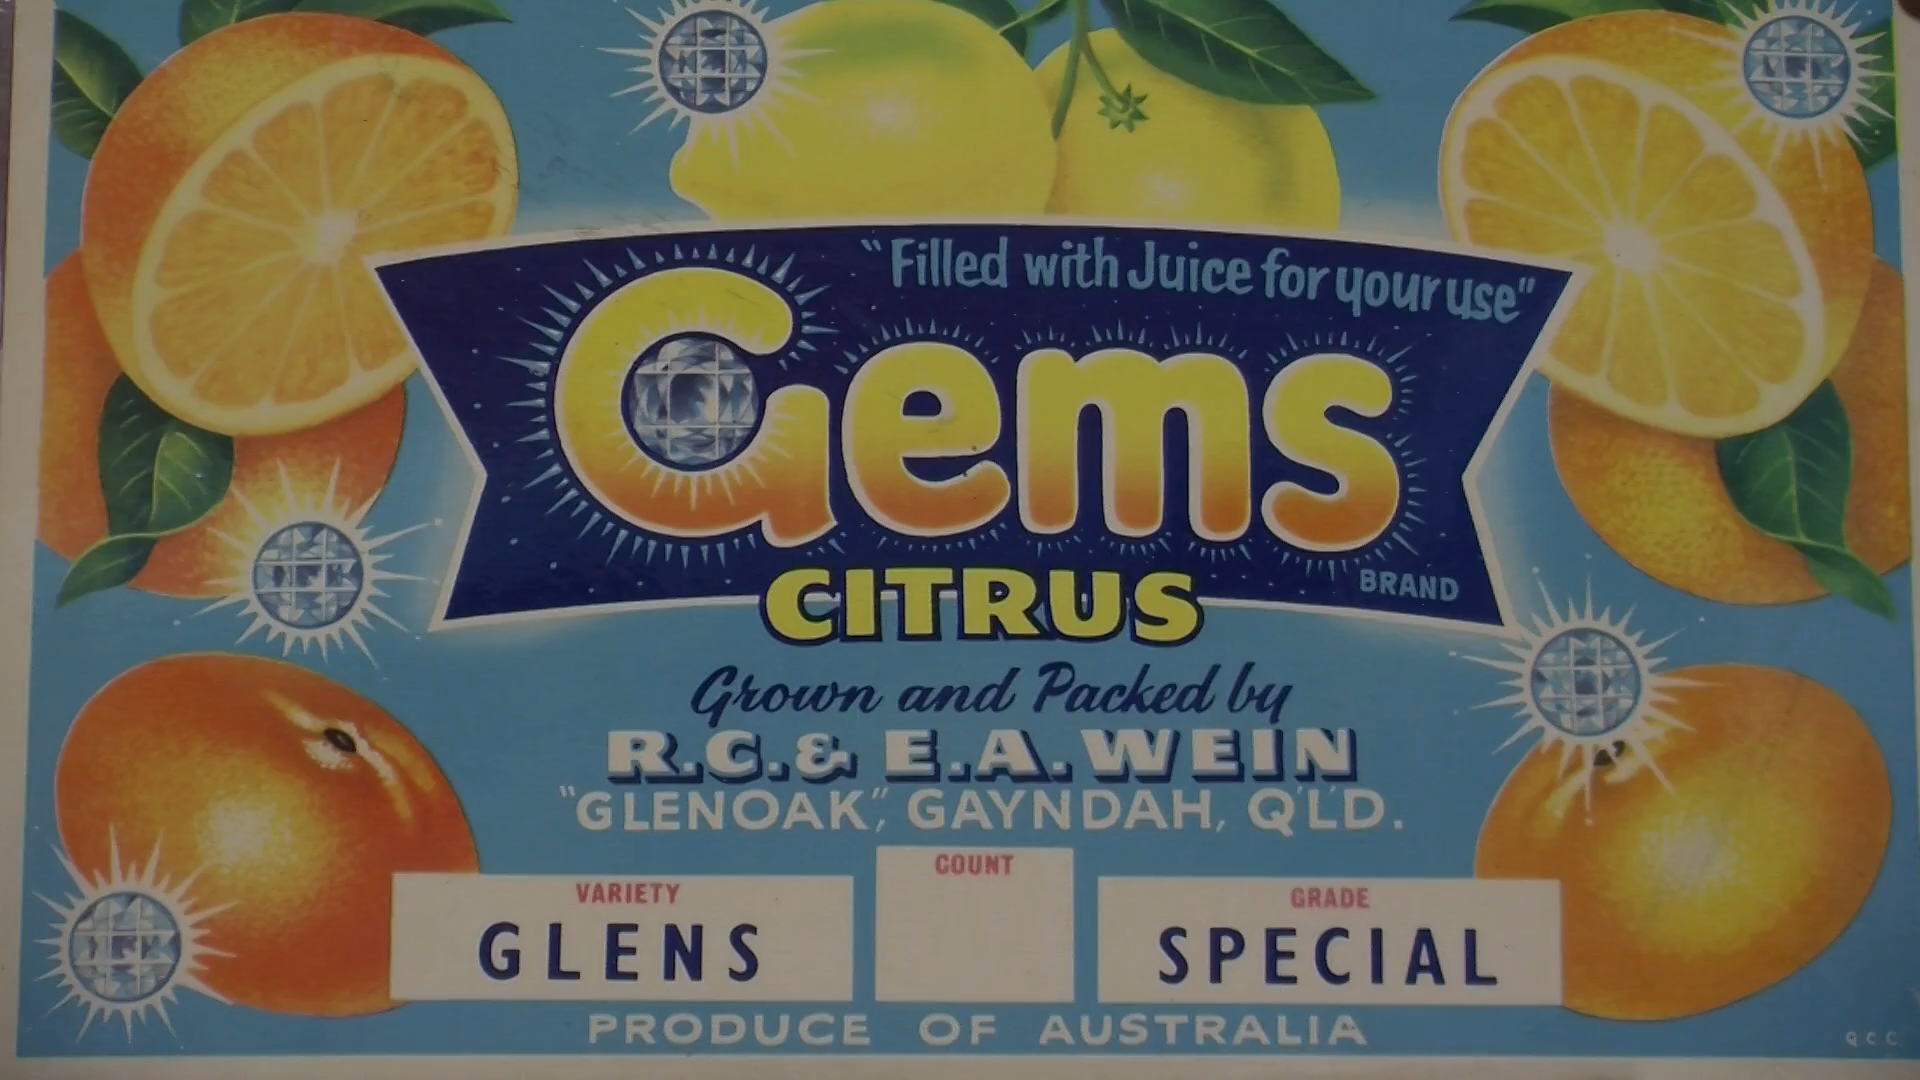 "Filled with Juice for your use"
Gems
BRAND
CITRUS
Grown and Packed by
R.C. & E.A. WEIN
"GLENOAK," GAYNDAH, Q'L'D.
COUNT
VARIETY
GRADE
GLENS
SPECIAL
PRODUCE OF AUSTRALIA
Q.C.C.